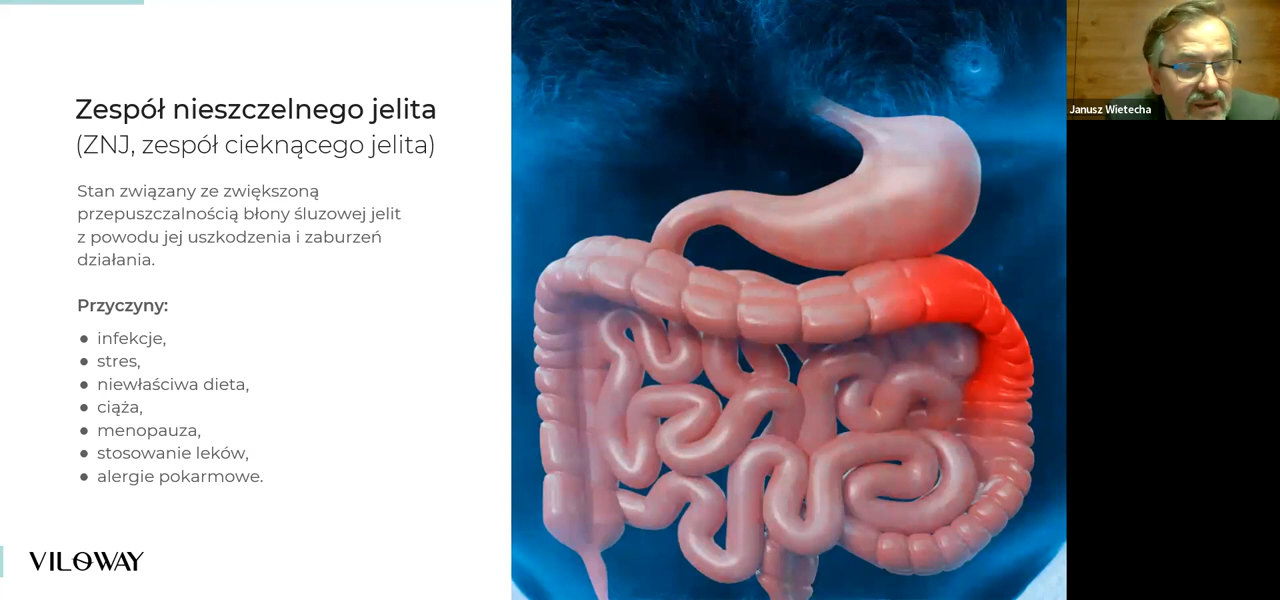 Zespół nieszczelnego jelita
(ZNJ, zespół cieknącego jelita)
Stan związany ze zwiększoną
przepuszczalnością błony śluzowej jelit
z powodu jej uszkodzenia i zaburzeń
działania.
Przyczyny:
● infekcje,
● stres,
● niewłaściwa dieta,
● ciąża,
● menopauza,
● stosowanie leków,
● alergie pokarmowe.
VILOWAY
Janusz Wietecha